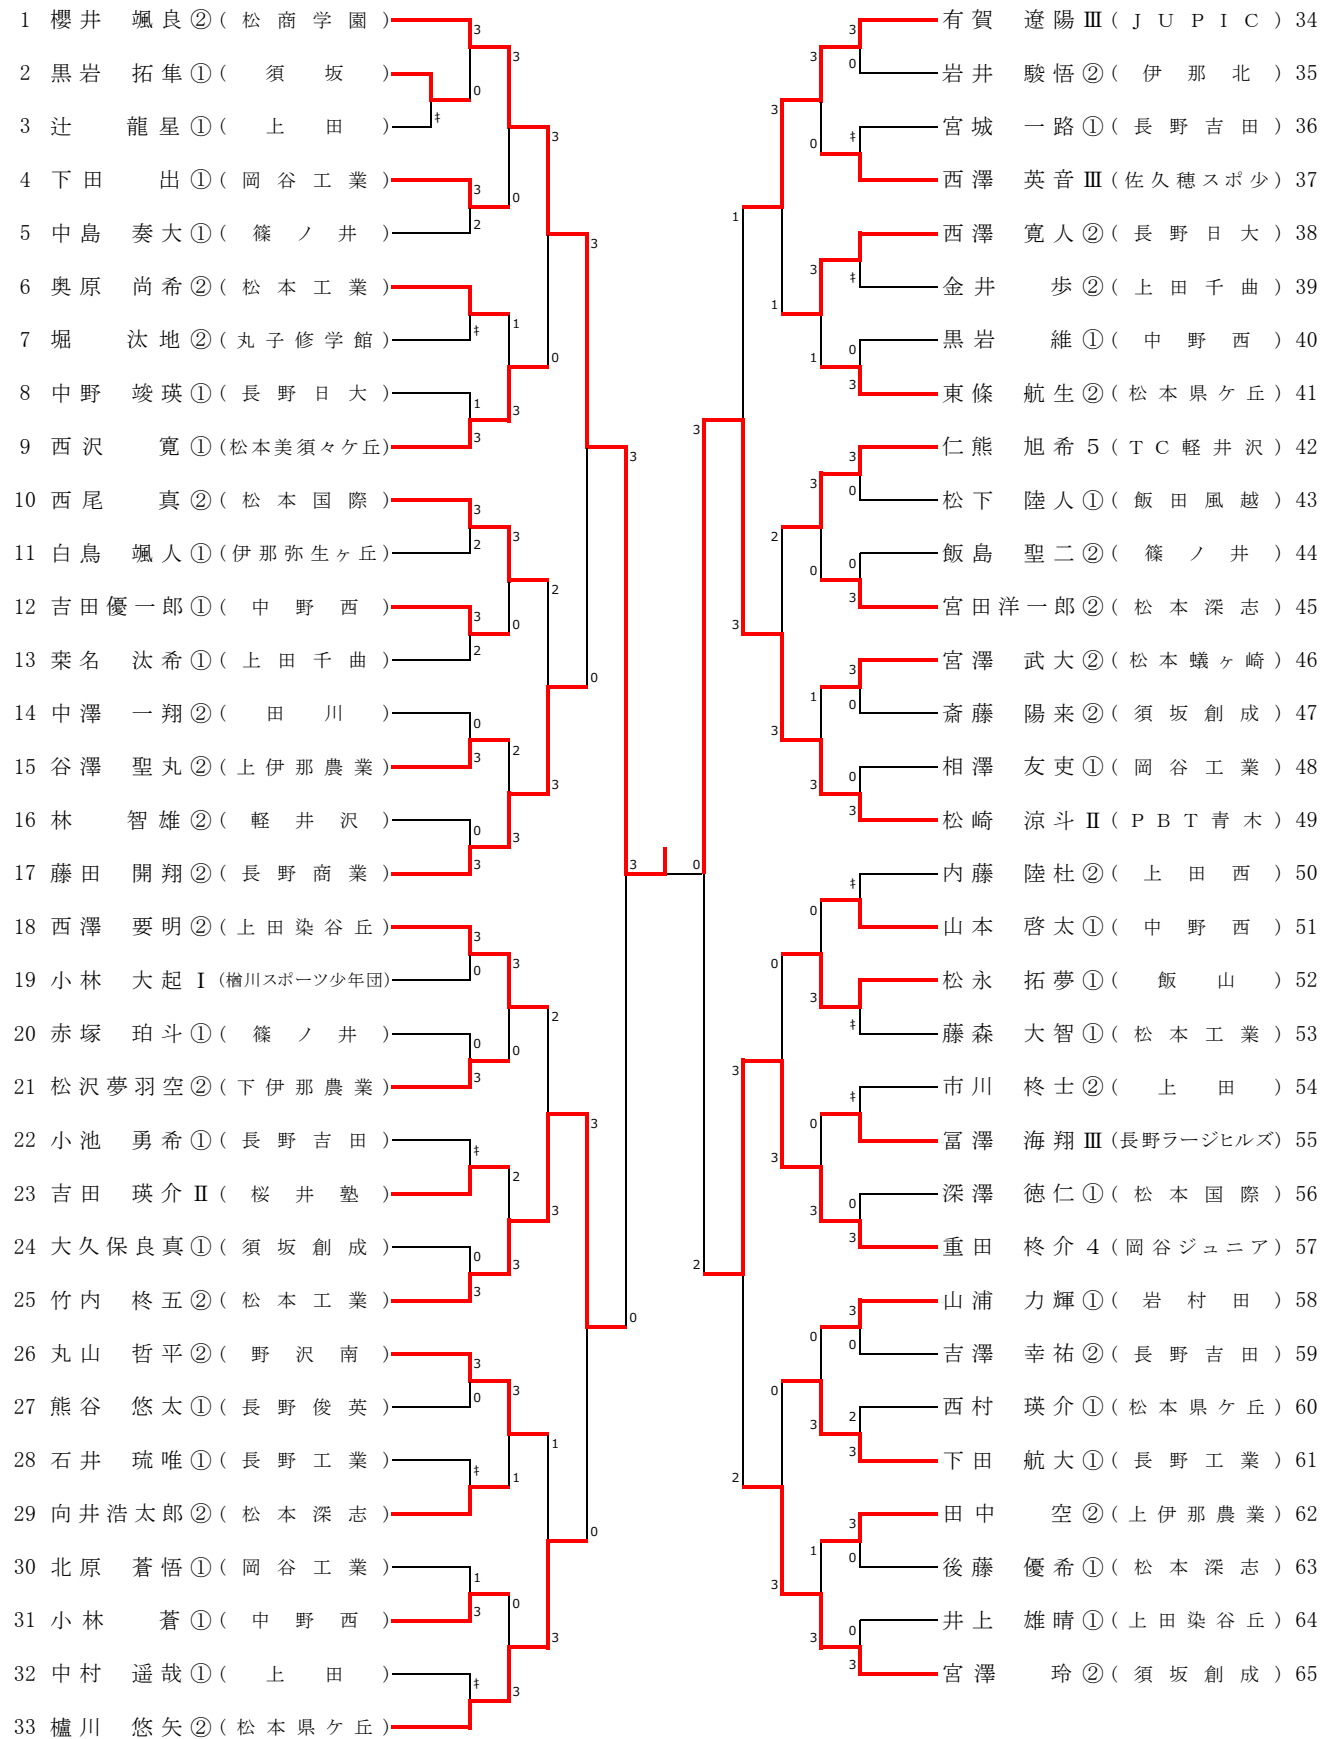 1 櫻井 颯良② (松商学園)
2 黒岩 拓隼① (須坂)
3 辻 龍星① (上田)
4 下田 出① (岡谷工業)
5 中島 奏大① (篠ノ井)
6 奥原 尚希② (松本工業)
7 堀 汰地② (丸子修学館)
8 中野 竣瑛① (長野日大)
9 西沢 寛① (松本美須々ケ丘)
10 西尾 真② (松本国際)
11 白鳥 颯人① (伊那弥生ヶ丘)
12 吉田優一郎① (中野西)
13 桒名 汰希① (上田千曲)
14 中澤 一翔② (田川)
15 谷澤 聖丸② (上伊那農業)
16 林 智雄② (軽井沢)
17 藤田 開翔② (長野商業)
18 西澤 要明② (上田染谷丘)
19 小林 大起Ⅰ (楢川スポーツ少年団)
20 赤塚 珀斗① (篠ノ井)
21 松沢夢羽空② (下伊那農業)
22 小池 勇希① (長野吉田)
23 吉田 瑛介Ⅱ (桜井塾)
24 大久保良真① (須坂創成)
25 竹内 柊五② (松本工業)
26 丸山 哲平② (野沢南)
27 熊谷 悠太① (長野俊英)
28 石井 琉唯① (長野工業)
29 向井浩太郎② (松本深志)
30 北原 蒼悟① (岡谷工業)
31 小林 蒼① (中野西)
32 中村 遥哉① (上田)
33 櫨川 悠矢② (松本県ケ丘)
有賀 遼陽Ⅲ (JUPIC) 34
岩井 駿悟② (伊那北) 35
宮城 一路① (長野吉田) 36
西澤 英音Ⅲ (佐久穂スポ少) 37
西澤 寛人② (長野日大) 38
金井 歩② (上田千曲) 39
黒岩 維① (中野西) 40
東條 航生② (松本県ケ丘) 41
仁熊 旭希5 (TC軽井沢) 42
松下 陸人① (飯田風越) 43
飯島 聖二② (篠ノ井) 44
宮田洋一郎② (松本深志) 45
宮澤 武大② (松本蟻ヶ崎) 46
斎藤 陽来② (須坂創成) 47
相澤 友吏① (岡谷工業) 48
松崎 涼斗Ⅱ (PBT青木) 49
内藤 陸杜② (上田西) 50
山本 啓太① (中野西) 51
松永 拓夢① (飯山) 52
藤森 大智① (松本工業) 53
市川 柊士② (上田) 54
冨澤 海翔Ⅲ (長野ラージヒルズ) 55
深澤 徳仁① (松本国際) 56
重田 柊介4 (岡谷ジュニア) 57
山浦 力輝① (岩村田) 58
吉澤 幸祐② (長野吉田) 59
西村 瑛介① (松本県ケ丘) 60
下田 航大① (長野工業) 61
田中 空② (上伊那農業) 62
後藤 優希① (松本深志) 63
井上 雄晴① (上田染谷丘) 64
宮澤 玲② (須坂創成) 65